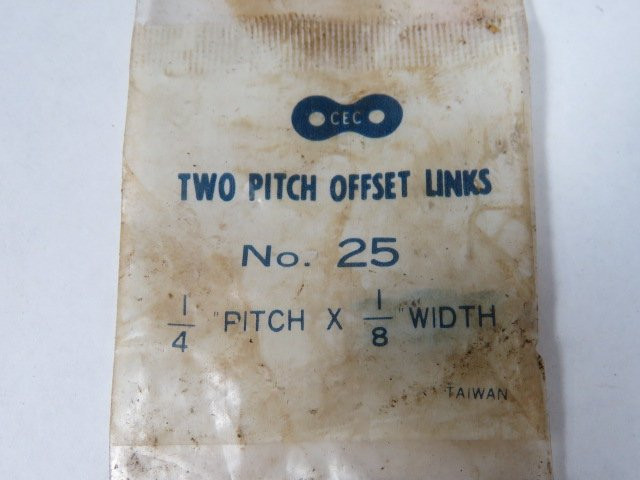 CEC
TWO PITCH OFFSET LINKS
No. 25
1/4 "PITCH X 1/8 "WIDTH
TAIWAN